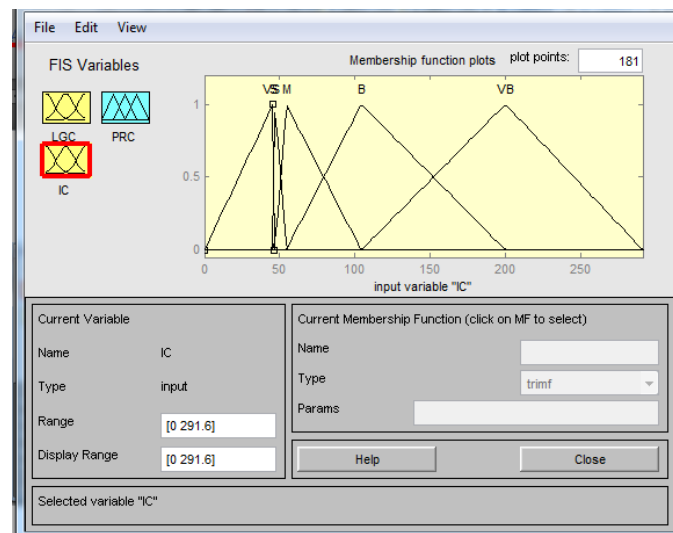 File Edit View
FIS Variables
Membership function plots plot points: 181
LGC PRC
IC
VS S M B VB
1
0.5
0
0 50 100 150 200 250
input variable "IC"
Current Variable
Name IC
Type input
Range [0 291.6]
Display Range [0 291.6]
Current Membership Function (click on MF to select)
Name
Type trimf
Params
Help Close
Selected variable "IC"